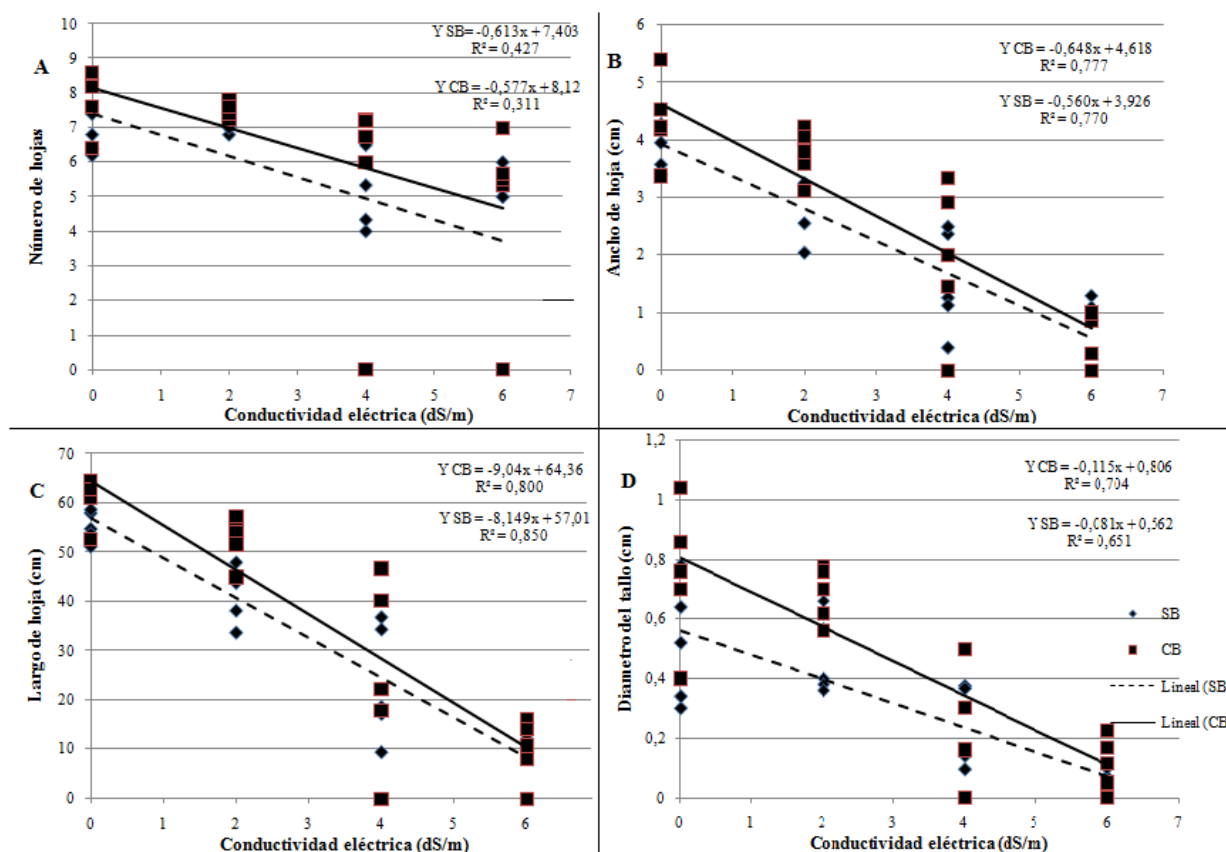 A
Y SB= -0,613x + 7,403
R² = 0,427
Y CB = -0,577x + 8,12
R² = 0,311
Número de hojas
10
9
8
7
6
5
4
3
2
1
0
0 1 2 3 4 5 6 7
Conductividad eléctrica (dS/m)
B
Y CB = -0,648x + 4,618
R² = 0,777
Y SB = -0,560x + 3,926
R² = 0,770
Ancho de hoja (cm)
6
5
4
3
2
1
0
0 1 2 3 4 5 6 7
Conductividad eléctrica (dS/m)
C
Y CB = -9,04x + 64,36
R² = 0,800
Y SB = -8,149x + 57,01
R² = 0,850
Largo de hoja (cm)
70
60
50
40
30
20
10
0
0 1 2 3 4 5 6 7
Conductividad eléctrica (dS/m)
D
Y CB = -0,115x + 0,806
R² = 0,704
Y SB = -0,081x + 0,562
R² = 0,651
Diametro del tallo (cm)
1,2
1
0,8
0,6
0,4
0,2
0
0 1 2 3 4 5 6 7
Conductividad eléctrica (dS/m)
SB
CB
Lineal (SB
Lineal (CB